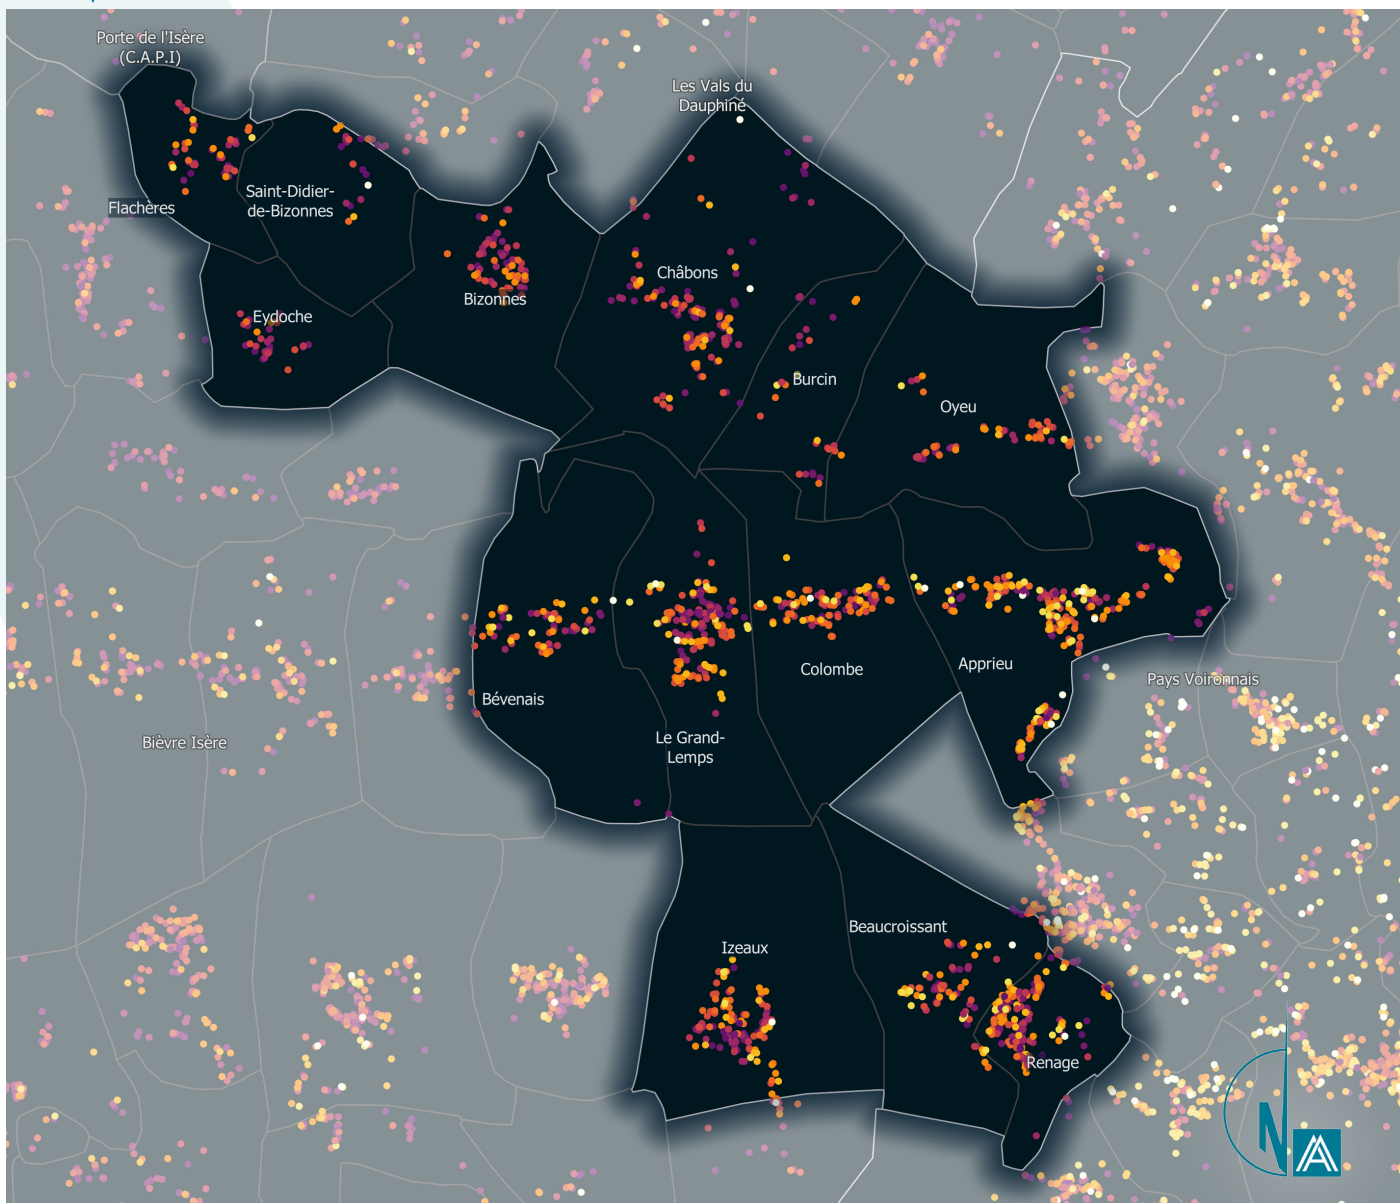 Porte de l'Isère
(C.A.P.I)
Les Vals du
Dauphiné
Saint-Didier-
de-Bizonnes
Flachères
Châbons
Bizonnes
Eydoche
Burcin
Oyeu
Colombe
Apprieu
Pays Voironnais
Bévenais
Bièvre Isère
Le Grand-
Lemps
Beaucroissant
Izeaux
Renage
N